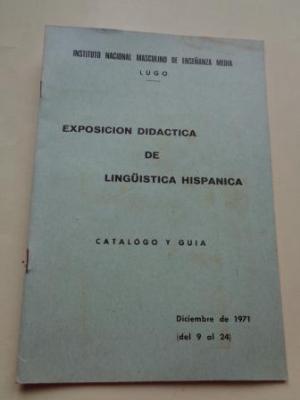 INSTITUTO NACIONAL MASCULINO DE ENSEÑANZA MEDIA
LUGO
EXPOSICION DIDACTICA
DE
LINGÜISTICA HISPANICA
CATALOGO Y GUIA
Diciembre de 1971
(del 9 al 24)